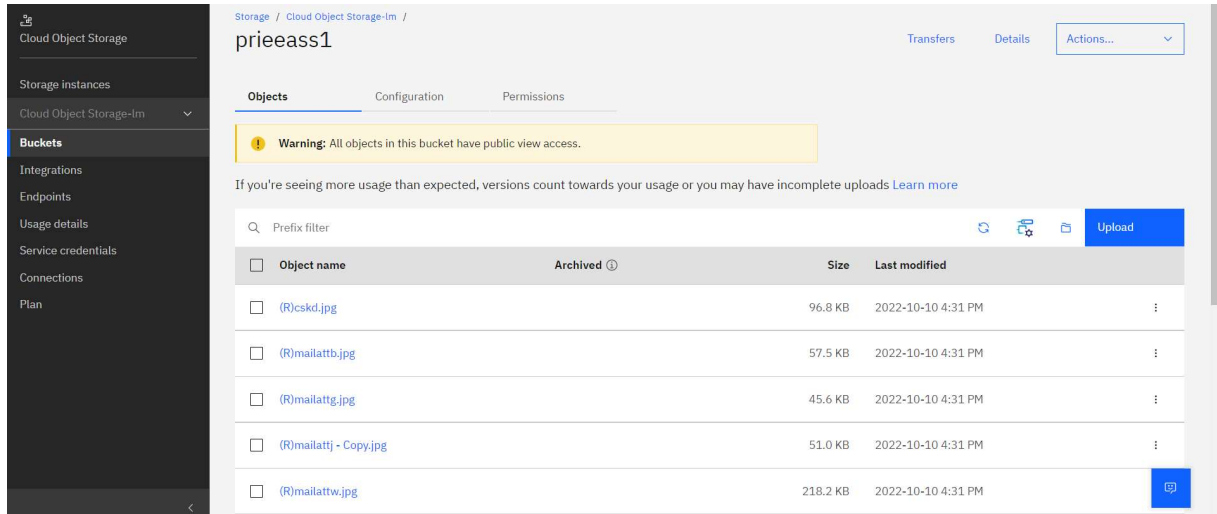 Cloud Object Storage
Storage instances
Cloud Object Storage-lm
Buckets
Integrations
Endpoints
Usage details
Service credentials
Connections
Plan
Storage / Cloud Object Storage-lm /
prieeass1
Transfers Details Actions...
Objects Configuration Permissions
Warning: All objects in this bucket have public view access.
If you're seeing more usage than expected, versions count towards your usage or you may have incomplete uploads Learn more
Prefix filter Upload
Object name Archived Size Last modified
(R)cskd.jpg 96.8 KB 2022-10-10 4:31 PM
(R)mailattb.jpg 57.5 KB 2022-10-10 4:31 PM
(R)mailattg.jpg 45.6 KB 2022-10-10 4:31 PM
(R)mailattj - Copy.jpg 51.0 KB 2022-10-10 4:31 PM
(R)mailattw.jpg 218.2 KB 2022-10-10 4:31 PM